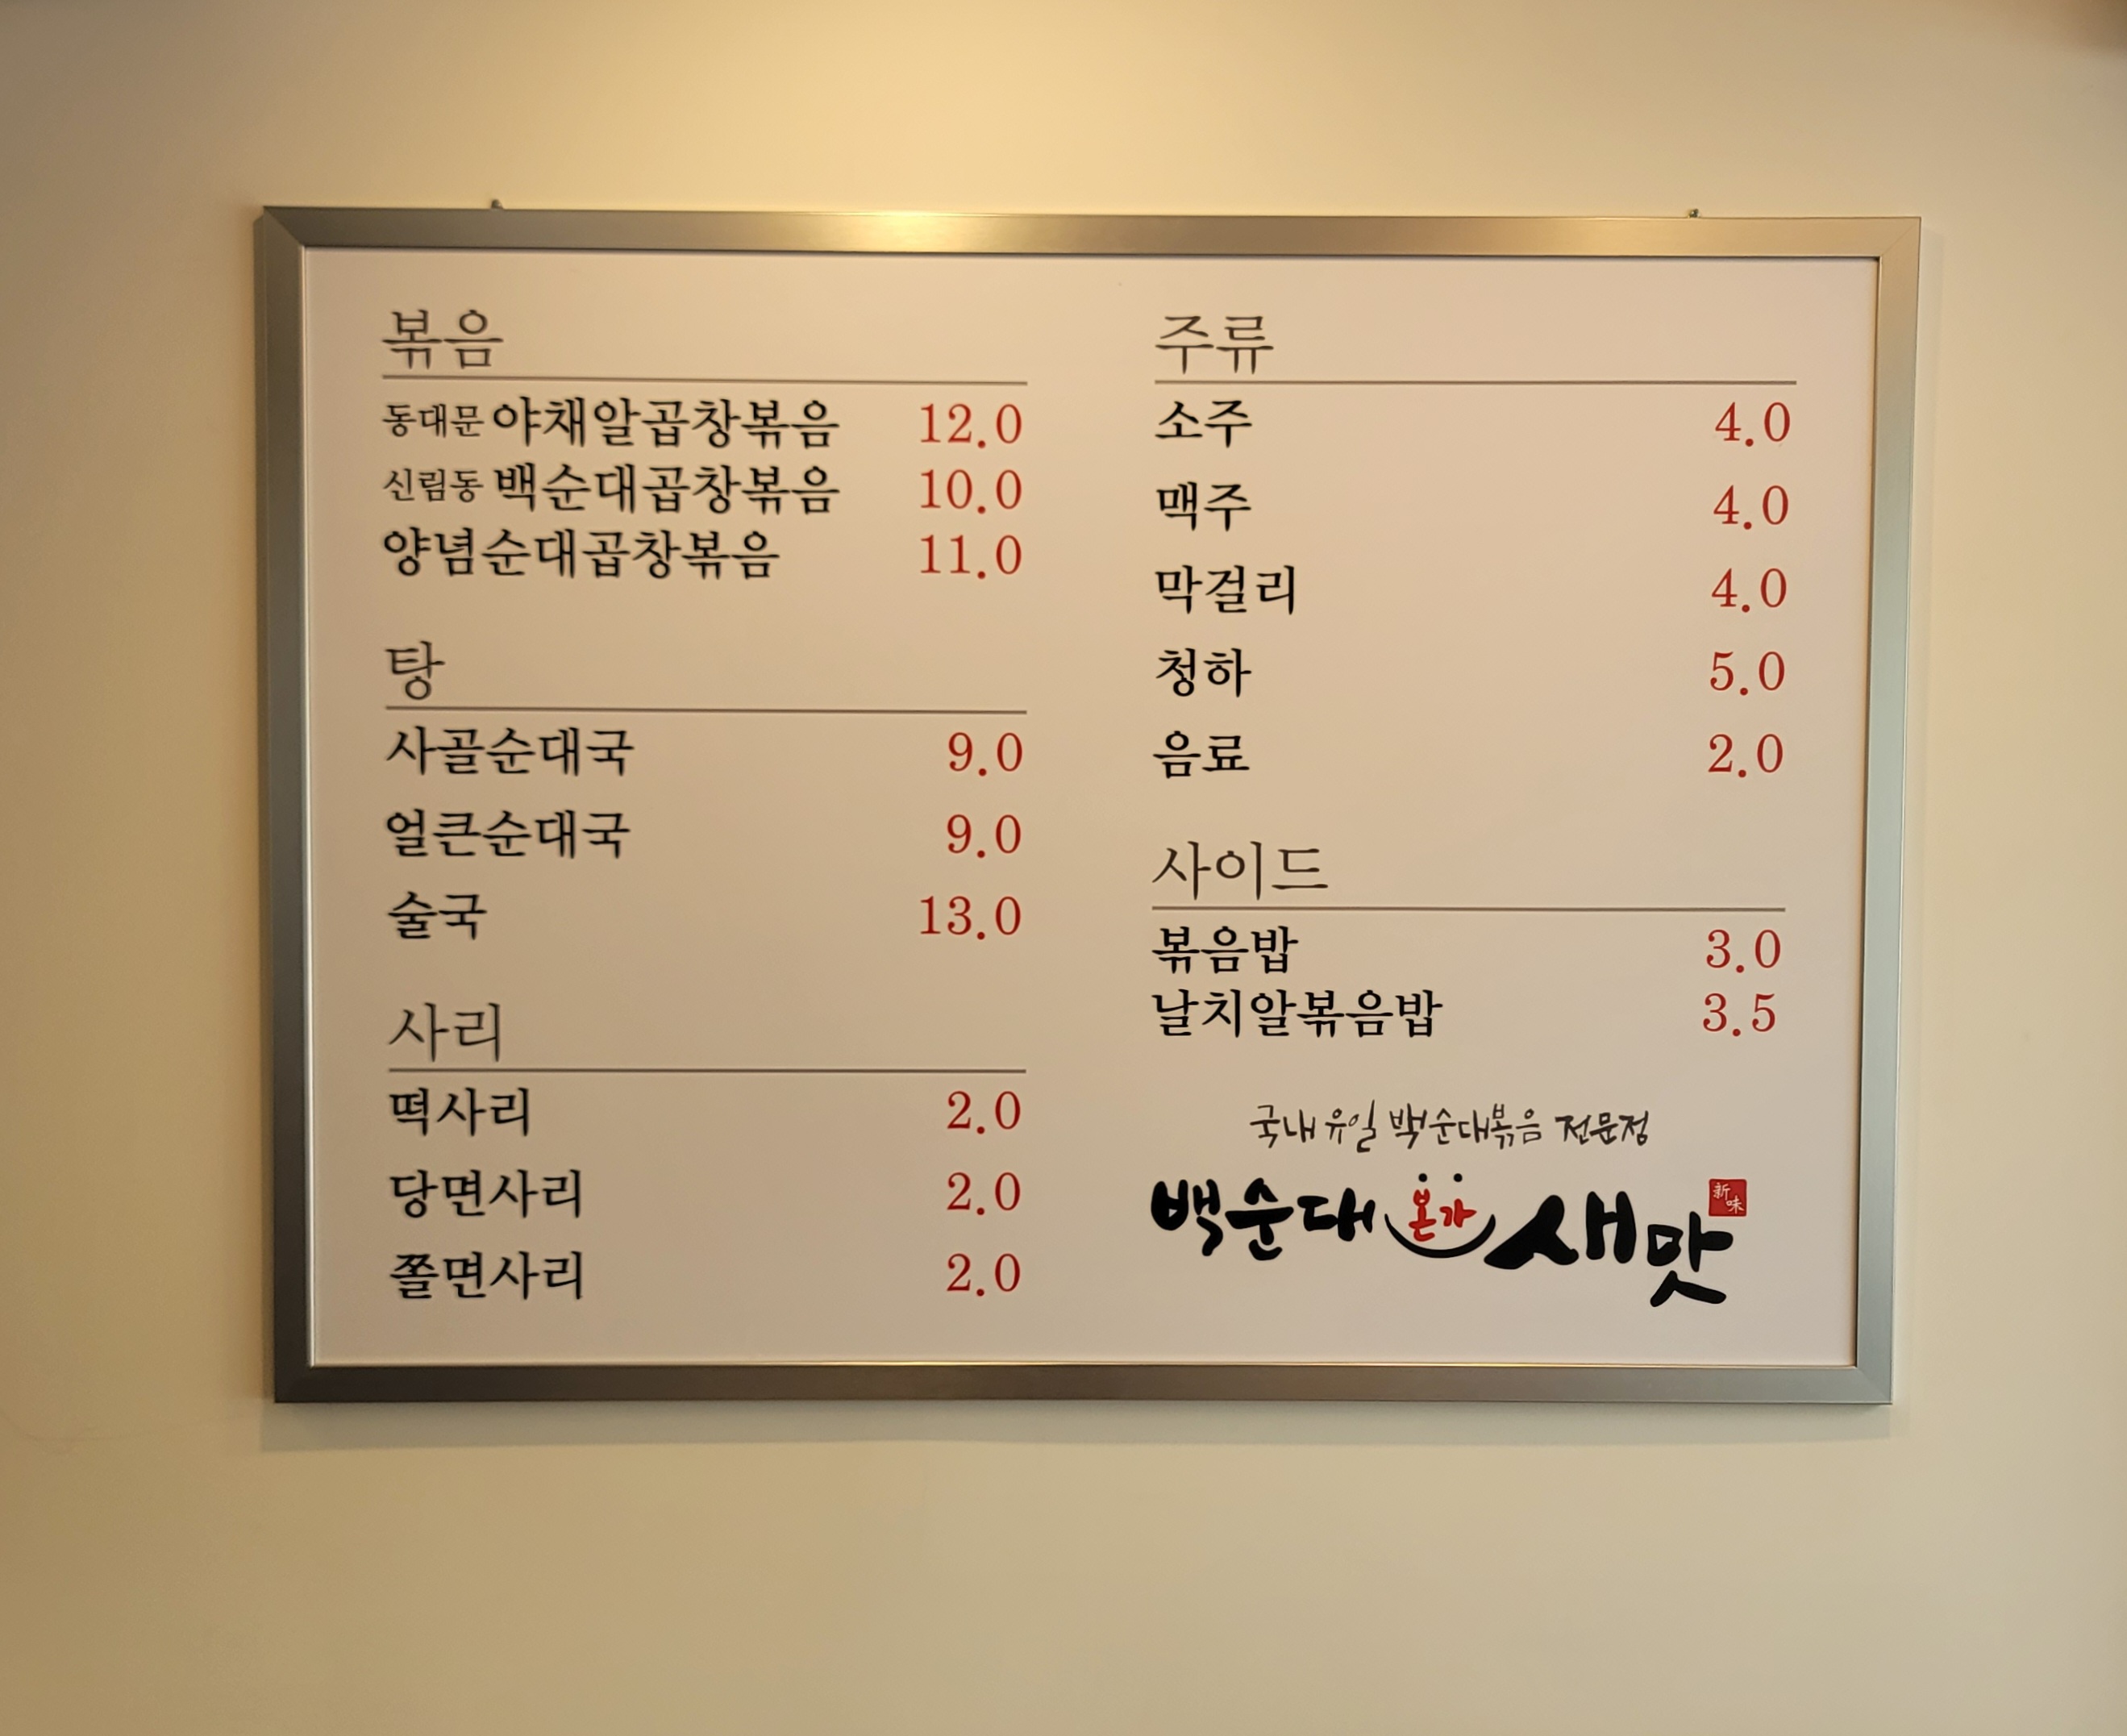 볶음
동대문 야채알곱창볶음 12.0
신림동 백순대곱창볶음 10.0
양념순대곱창볶음 11.0
탕
사골순대국 9.0
얼큰순대국 9.0
술국 13.0
사리
떡사리 2.0
당면사리 2.0
쫄면사리 2.0
주류
소주 4.0
맥주 4.0
막걸리 4.0
청하 5.0
음료 2.0
사이드
볶음밥 3.0
날치알볶음밥 3.5
국내 유일 백순대볶음 전문점
백순대 본가 새맛
新味